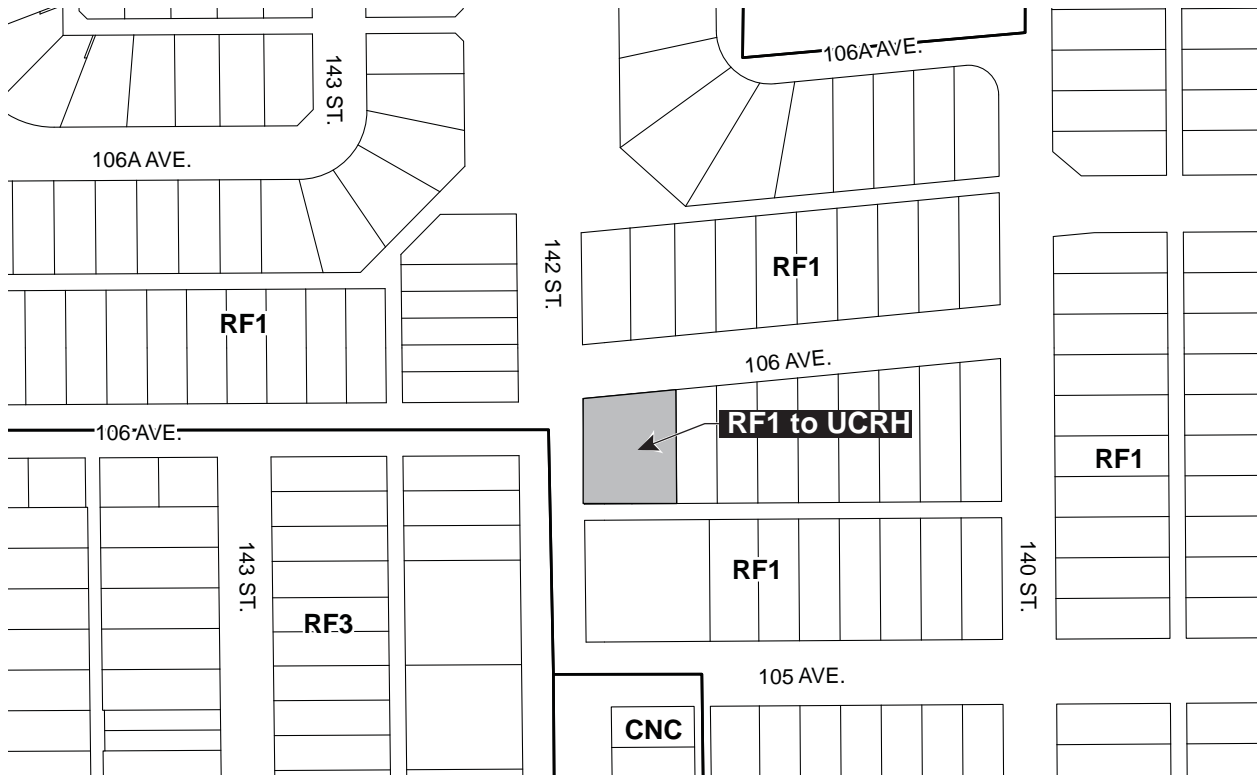 106A AVE.
143 ST.
106A AVE.
142 ST.
RF1
RF1
106 AVE.
RF1 to UCRH
106 AVE.
RF1
143 ST.
RF1
140 ST.
RF3
105 AVE.
CNC